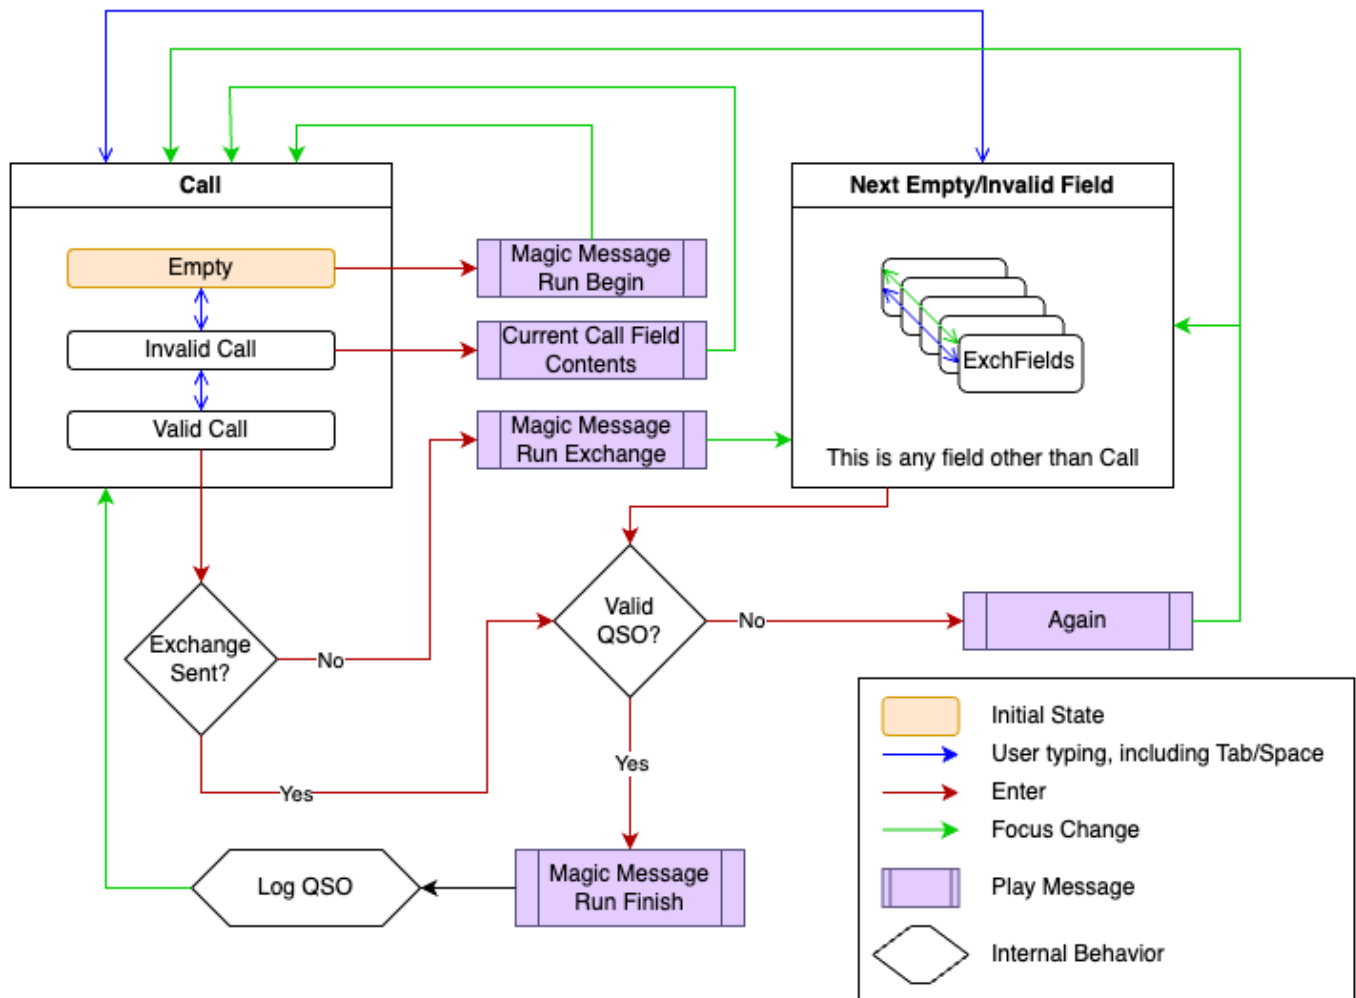 Call
Next Empty/Invalid Field
Empty
Magic Message
Run Begin
Invalid Call
Current Call Field
Contents
ExchFields
Valid Call
Magic Message
Run Exchange
This is any field other than Call
Exchange
Sent?
No
Valid
QSO?
No
Again
Yes
Yes
Log QSO
Magic Message
Run Finish
Initial State
User typing, including Tab/Space
Enter
Focus Change
Play Message
Internal Behavior